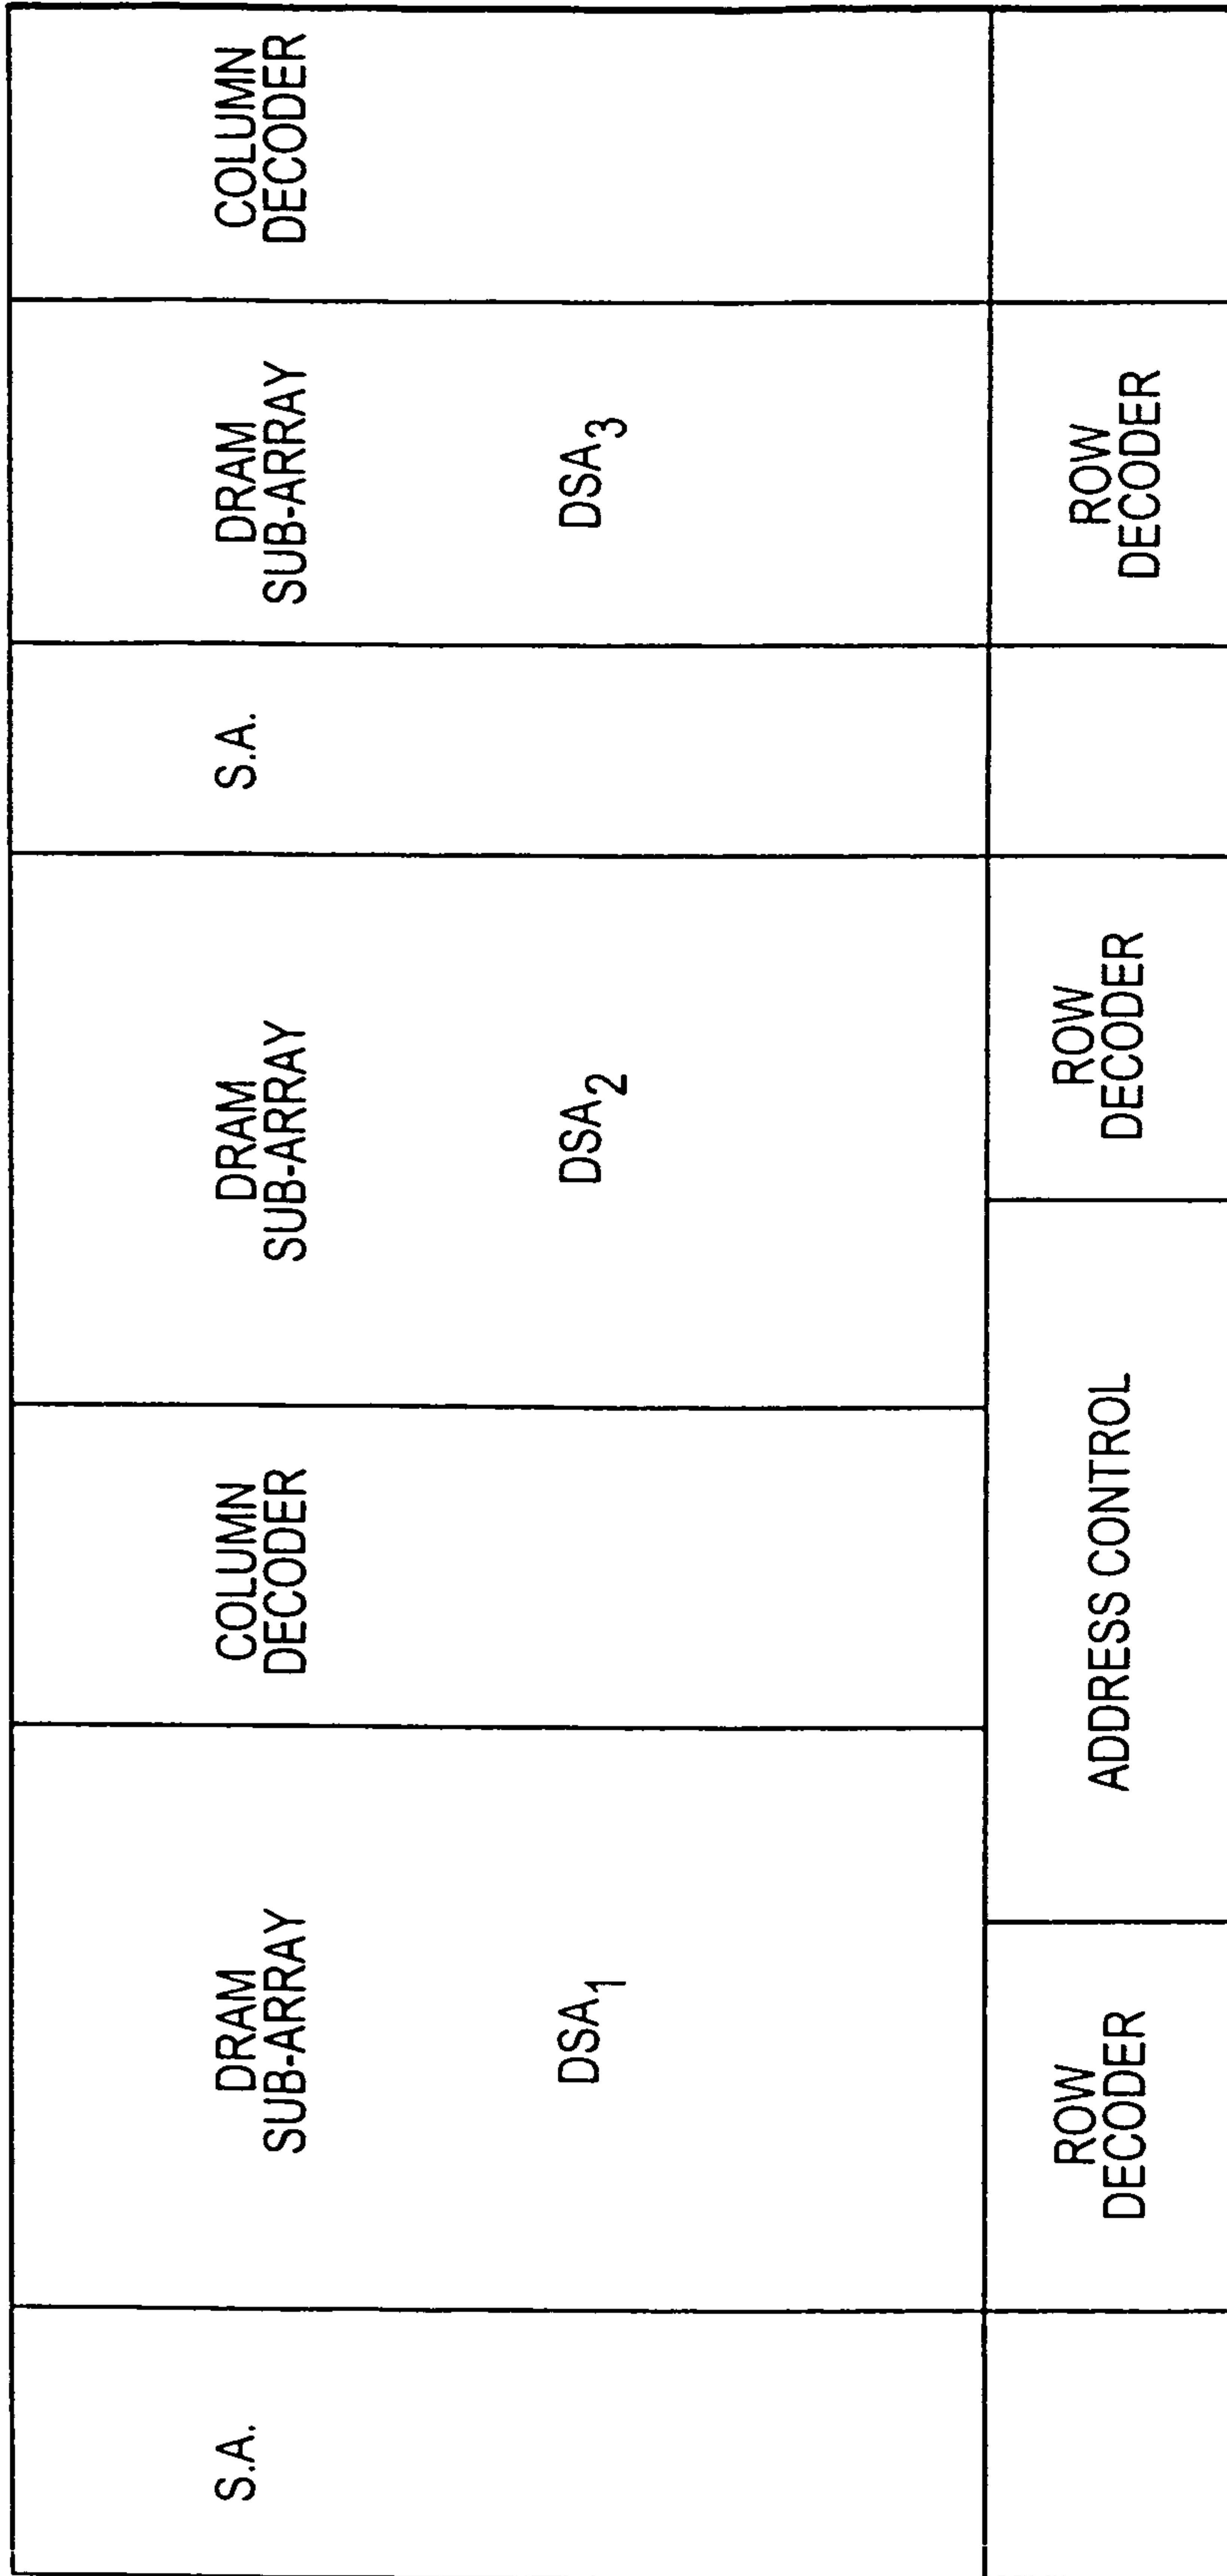 S.A.
DRAM
SUB-ARRAY
DSA₁
COLUMN
DECODER
DRAM
SUB-ARRAY
DSA₂
S.A.
DRAM
SUB-ARRAY
DSA₃
COLUMN
DECODER
ROW
DECODER
ADDRESS CONTROL
ROW
DECODER
ROW
DECODER